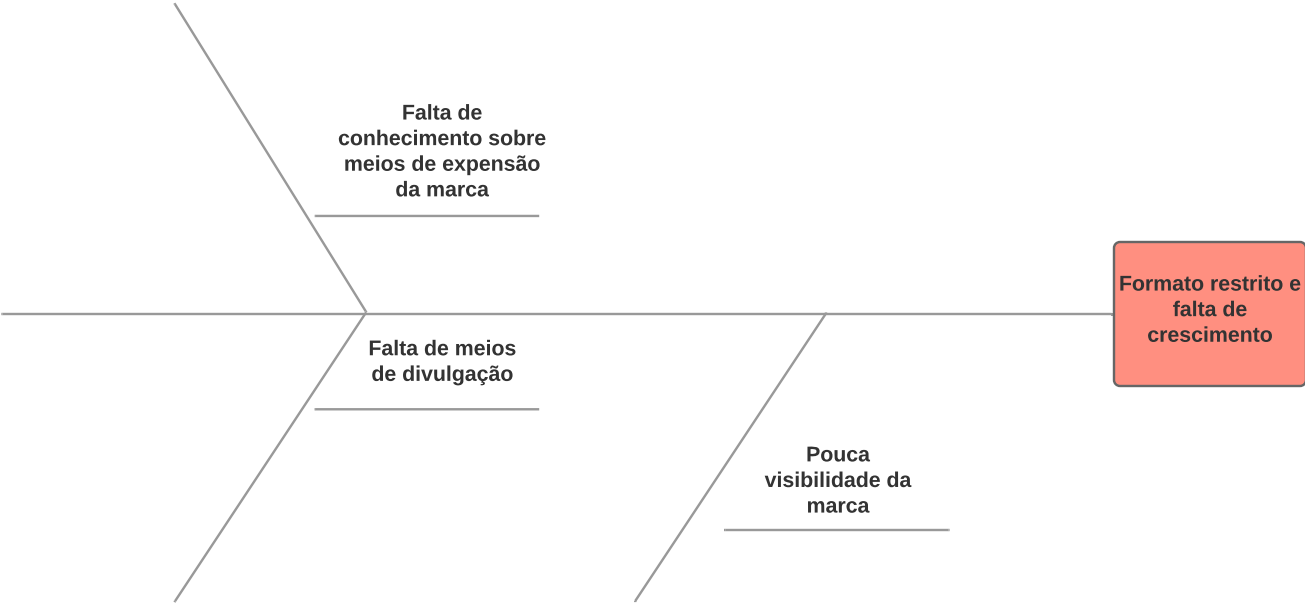 Falta de
conhecimento sobre
meios de expensão
da marca
Formato restrito e
falta de
crescimento
Falta de meios
de divulgação
Pouca
visibilidade da
marca